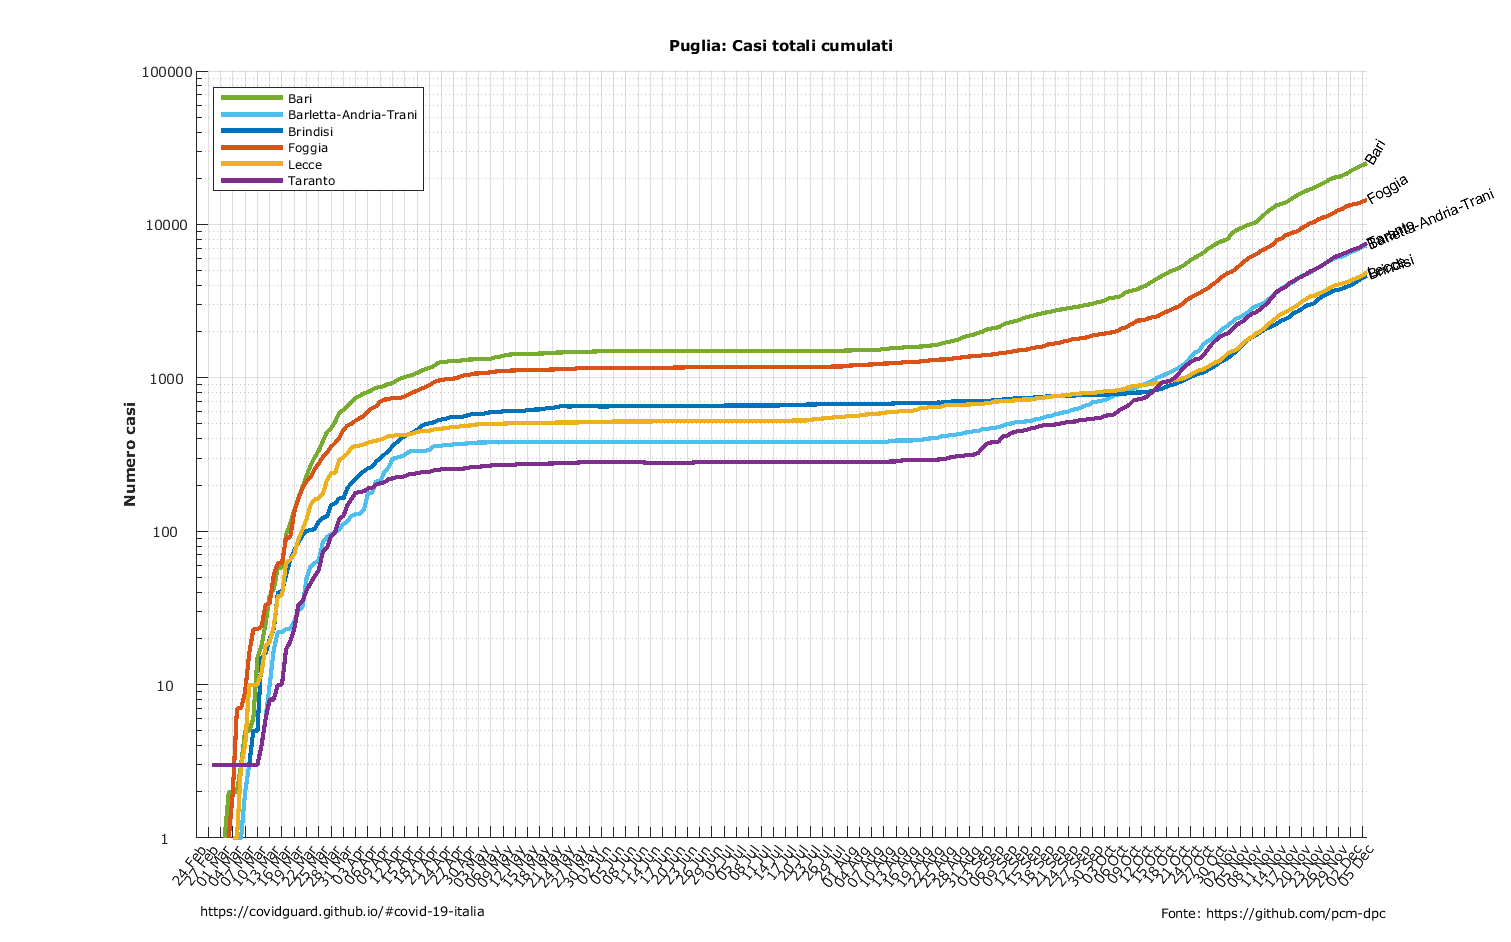 Puglia: Casi totali cumulati
100000
10000
1000
100
10
1
Numero casi
Bari
Barletta-Andria-Trani
Brindisi
Foggia
Lecce
Taranto
Bari
Foggia
Barletta-Andria-Trani
Taranto
Lecce
Brindisi
24 Feb
27 Feb
01 Mar
04 Mar
07 Mar
10 Mar
13 Mar
16 Mar
19 Mar
22 Mar
25 Mar
28 Mar
31 Mar
03 Apr
06 Apr
09 Apr
12 Apr
15 Apr
18 Apr
21 Apr
24 Apr
27 Apr
30 Apr
03 May
06 May
09 May
12 May
15 May
18 May
21 May
24 May
27 May
30 May
02 Jun
05 Jun
08 Jun
11 Jun
14 Jun
17 Jun
20 Jun
23 Jun
26 Jun
29 Jun
02 Jul
05 Jul
08 Jul
11 Jul
14 Jul
17 Jul
20 Jul
23 Jul
26 Jul
29 Jul
01 Aug
04 Aug
07 Aug
10 Aug
13 Aug
16 Aug
19 Aug
22 Aug
25 Aug
28 Aug
31 Aug
03 Sep
06 Sep
09 Sep
12 Sep
15 Sep
18 Sep
21 Sep
24 Sep
27 Sep
30 Sep
03 Oct
06 Oct
09 Oct
12 Oct
15 Oct
18 Oct
21 Oct
24 Oct
27 Oct
30 Oct
02 Nov
05 Nov
08 Nov
11 Nov
14 Nov
17 Nov
20 Nov
23 Nov
26 Nov
29 Nov
02 Dec
05 Dec
https://covidguard.github.io/#covid-19-italia
Fonte: https://github.com/pcm-dpc